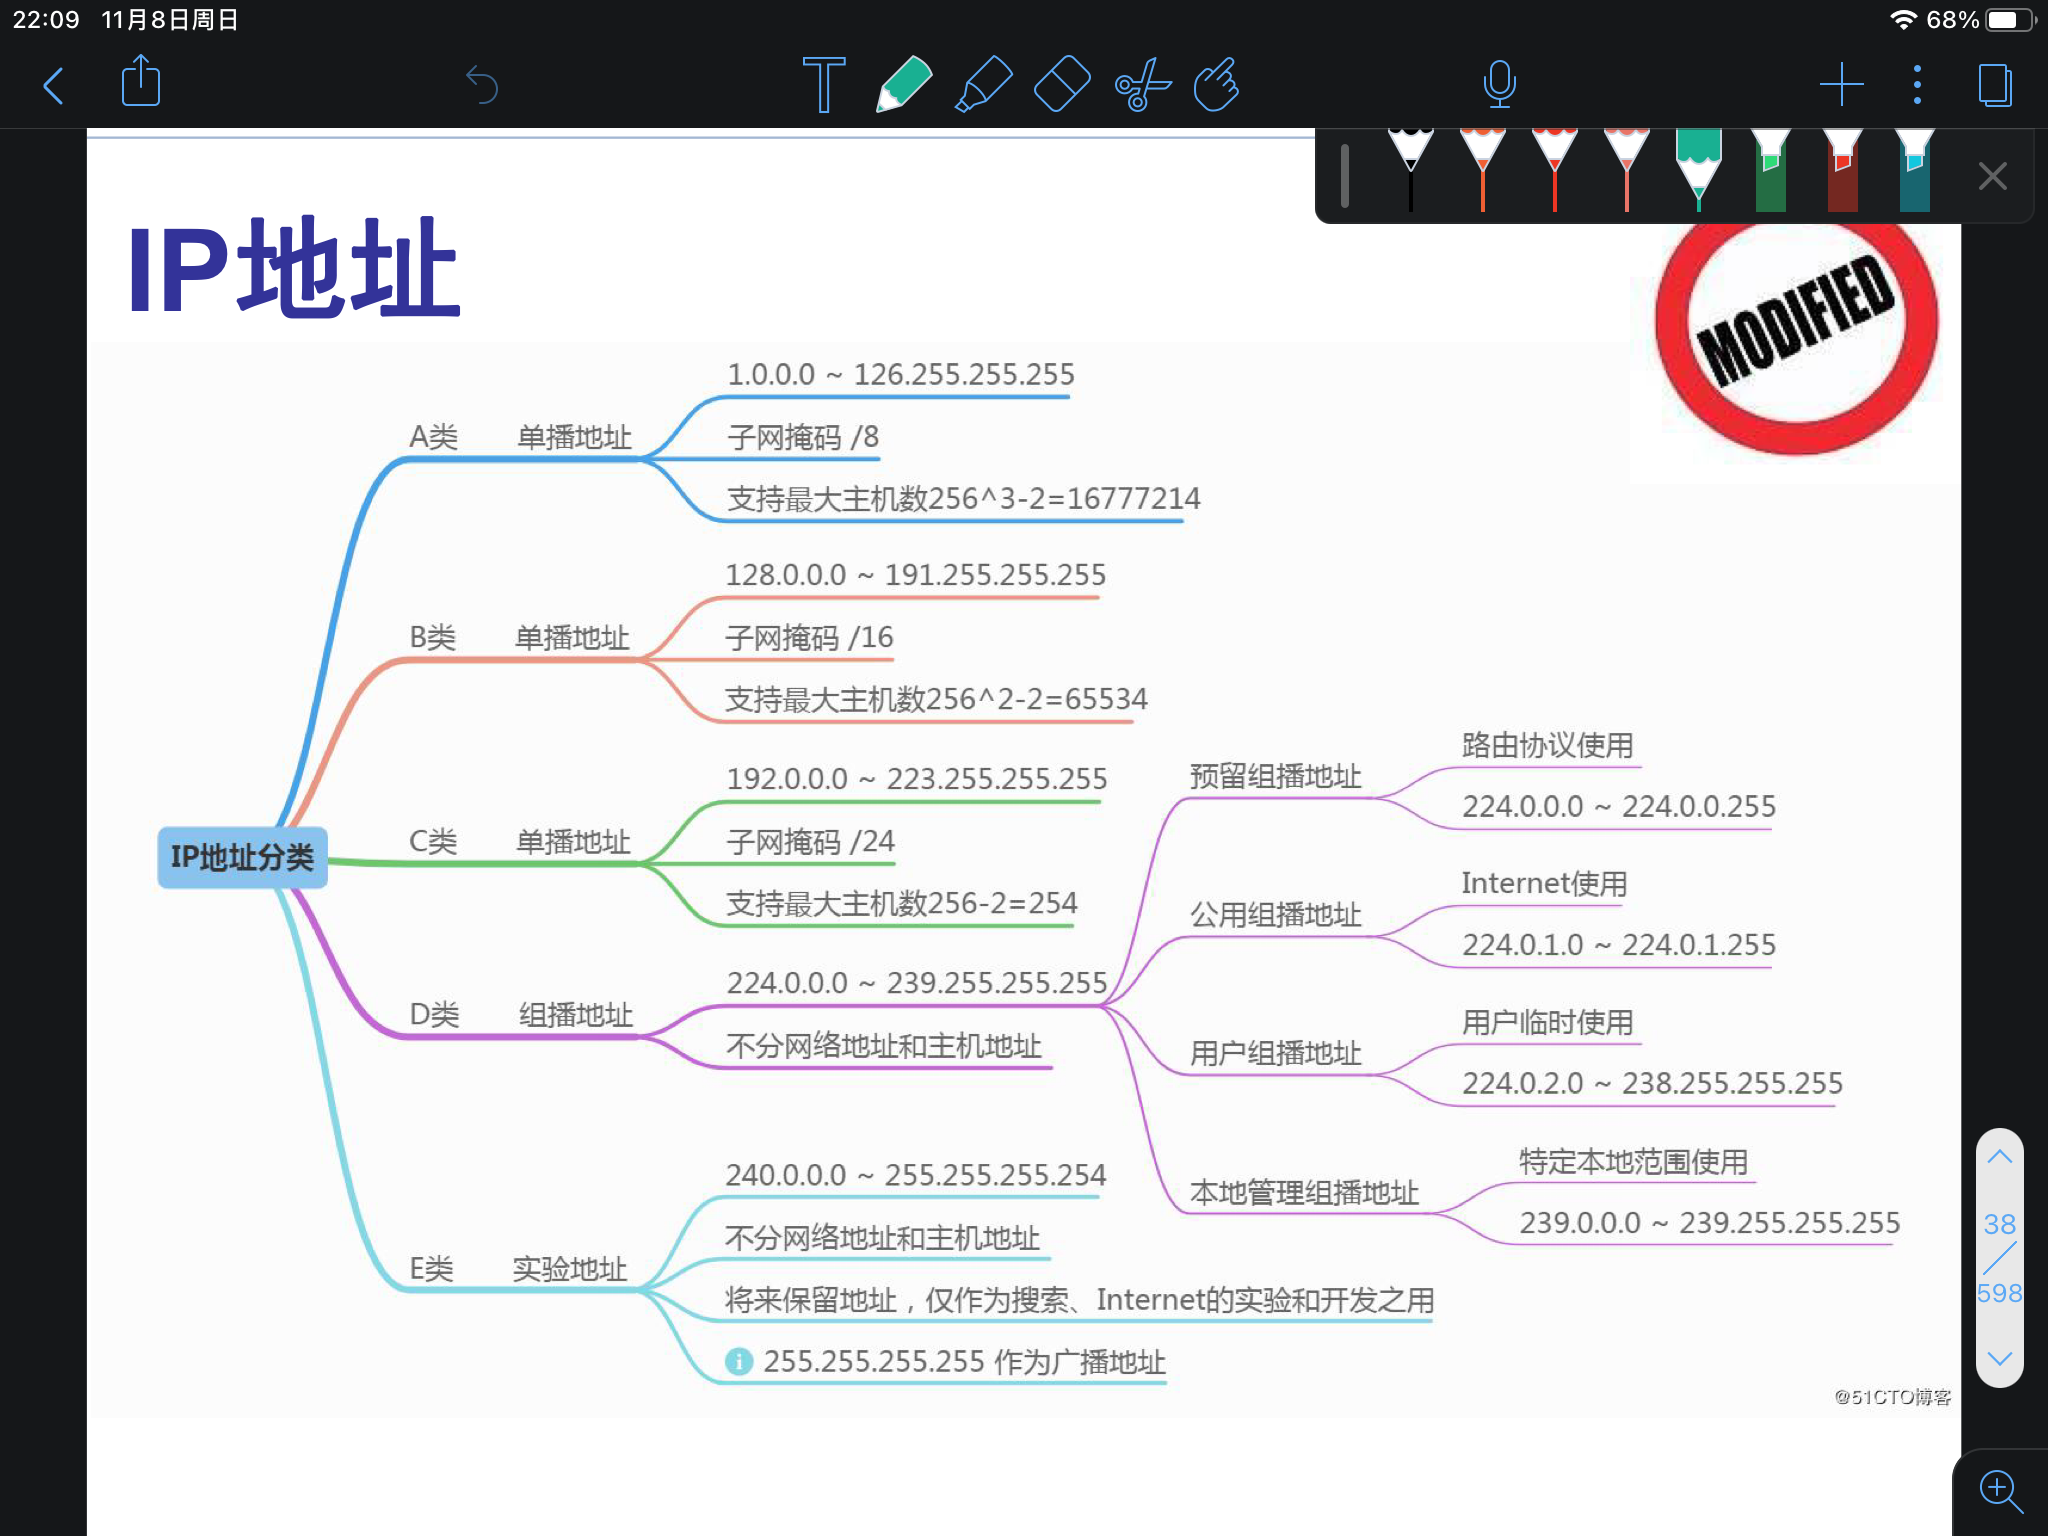 22:09 11月8日周日
68%
IP地址
MODIFIED
IP地址分类
A类 单播地址
1.0.0.0 ~ 126.255.255.255
子网掩码 /8
支持最大主机数256^3-2=16777214
B类 单播地址
128.0.0.0 ~ 191.255.255.255
子网掩码 /16
支持最大主机数256^2-2=65534
C类 单播地址
192.0.0.0 ~ 223.255.255.255
子网掩码 /24
支持最大主机数256-2=254
D类 组播地址
224.0.0.0 ~ 239.255.255.255
不分网络地址和主机地址
预留组播地址
路由协议使用
224.0.0.0 ~ 224.0.0.255
公用组播地址
Internet使用
224.0.1.0 ~ 224.0.1.255
用户组播地址
用户临时使用
224.0.2.0 ~ 238.255.255.255
本地管理组播地址
特定本地范围使用
239.0.0.0 ~ 239.255.255.255
E类 实验地址
240.0.0.0 ~ 255.255.255.254
不分网络地址和主机地址
将来保留地址，仅作为搜索、Internet的实验和开发之用
255.255.255.255 作为广播地址
38
598
@51CTO博客